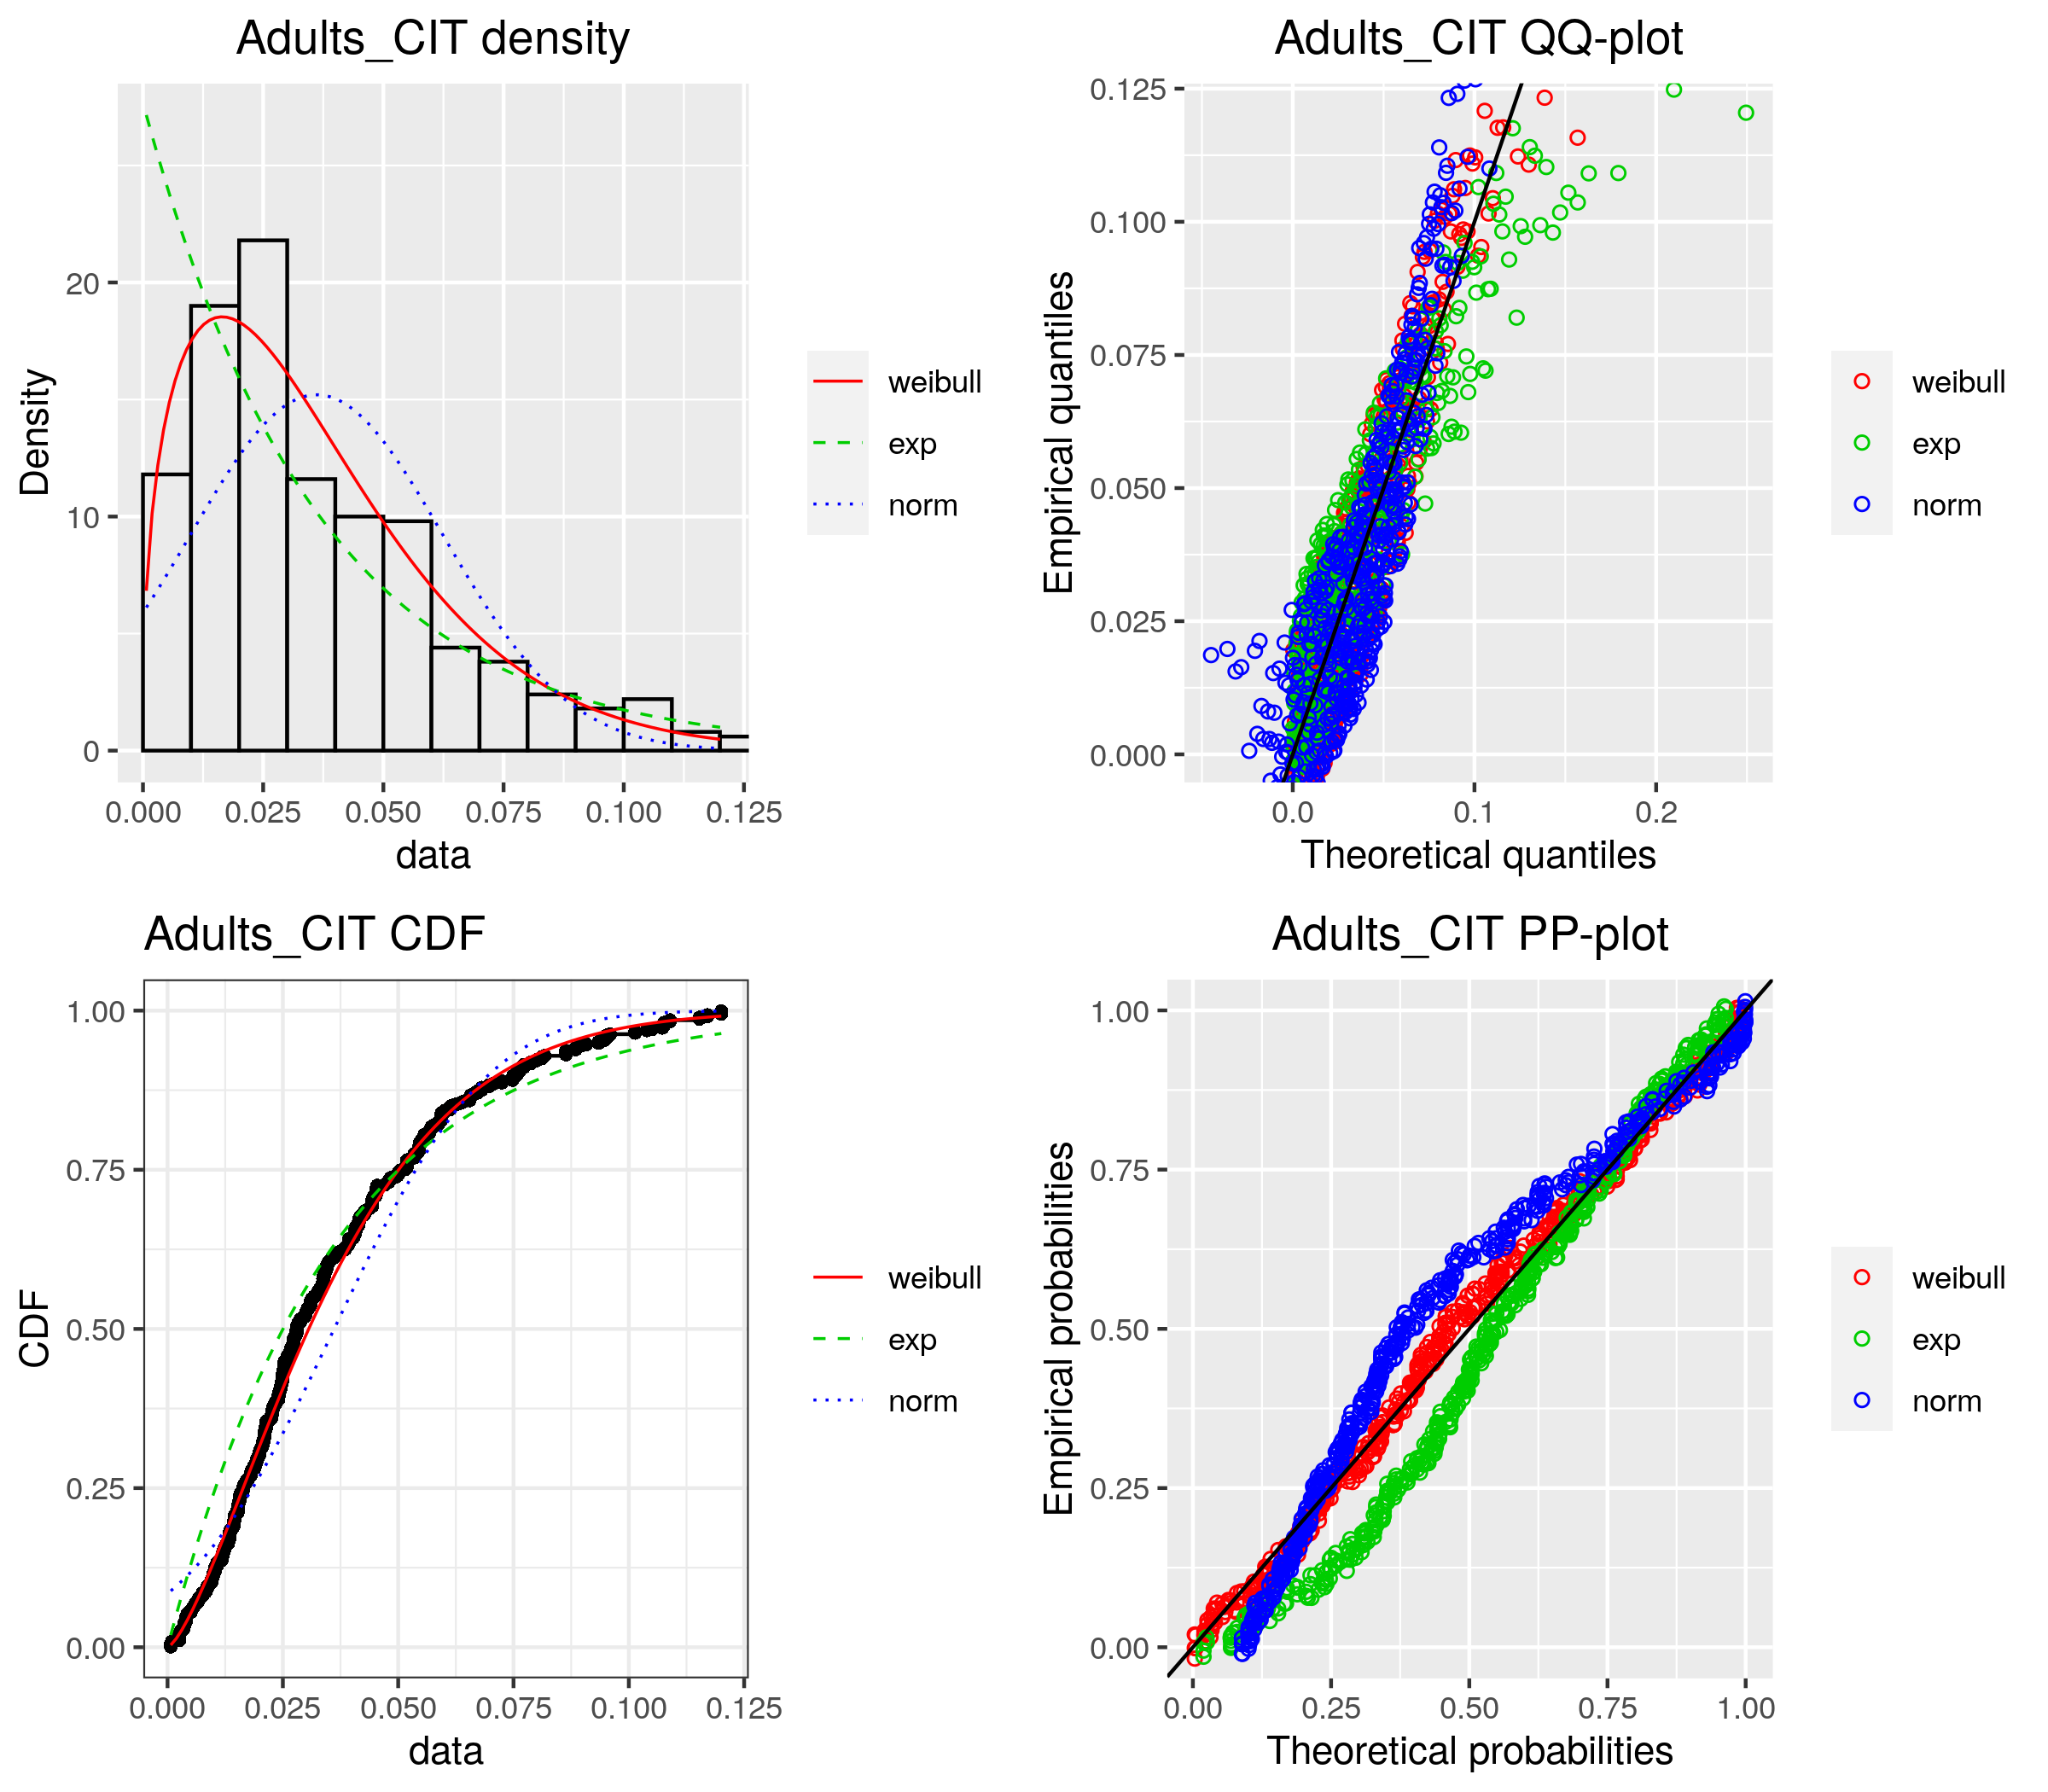 Adults_CIT density
Density
20
10
0
0.000 0.025 0.050 0.075 0.100 0.125
data
weibull
exp
norm
Adults_CIT QQ-plot
Empirical quantiles
0.125
0.100
0.075
0.050
0.025
0.000
0.0 0.1 0.2
Theoretical quantiles
weibull
exp
norm
Adults_CIT CDF
CDF
1.00
0.75
0.50
0.25
0.00
0.000 0.025 0.050 0.075 0.100 0.125
data
weibull
exp
norm
Adults_CIT PP-plot
Empirical probabilities
1.00
0.75
0.50
0.25
0.00
0.00 0.25 0.50 0.75 1.00
Theoretical probabilities
weibull
exp
norm